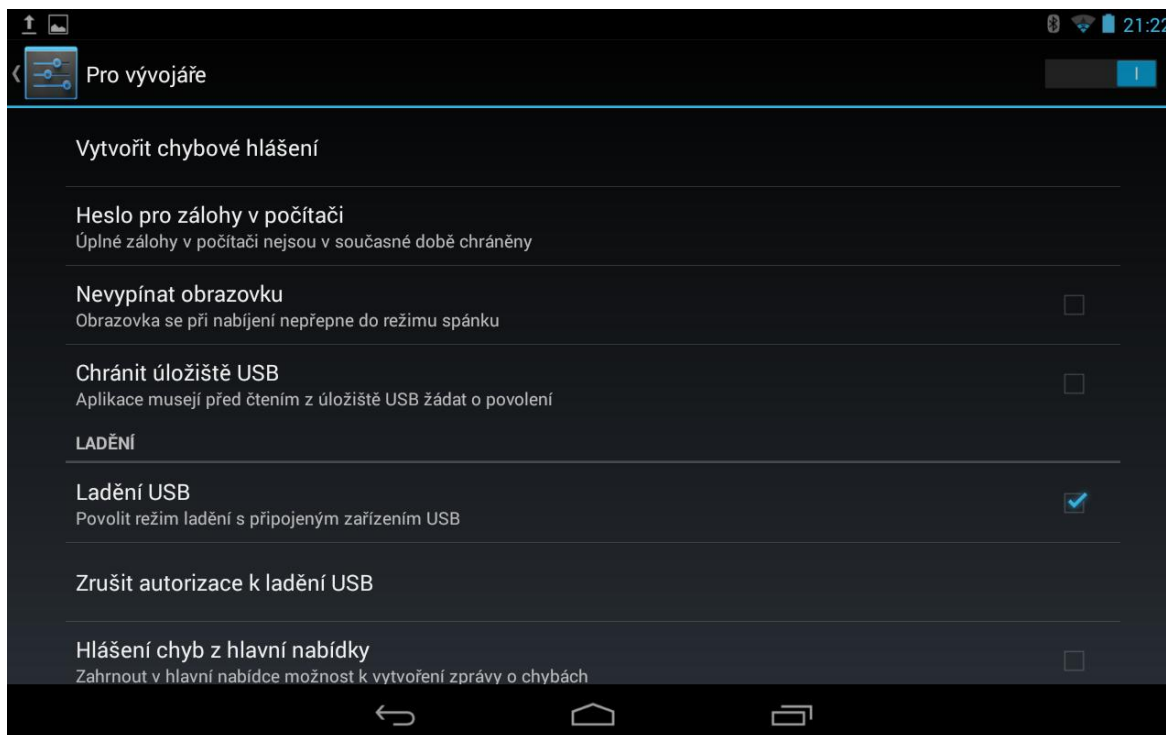 21:22
Pro vývojáře
Vytvořit chybové hlášení
Heslo pro zálohy v počítači
Úplné zálohy v počítači nejsou v současné době chráněny
Nevypínat obrazovku
Obrazovka se při nabíjení nepřepne do režimu spánku
Chránit úložiště USB
Aplikace musejí před čtením z úložiště USB žádat o povolení
LADĚNÍ
Ladění USB
Povolit režim ladění s připojeným zařízením USB
Zrušit autorizace k ladění USB
Hlášení chyb z hlavní nabídky
Zahrnout v hlavní nabídce možnost k vytvoření zprávy o chybách